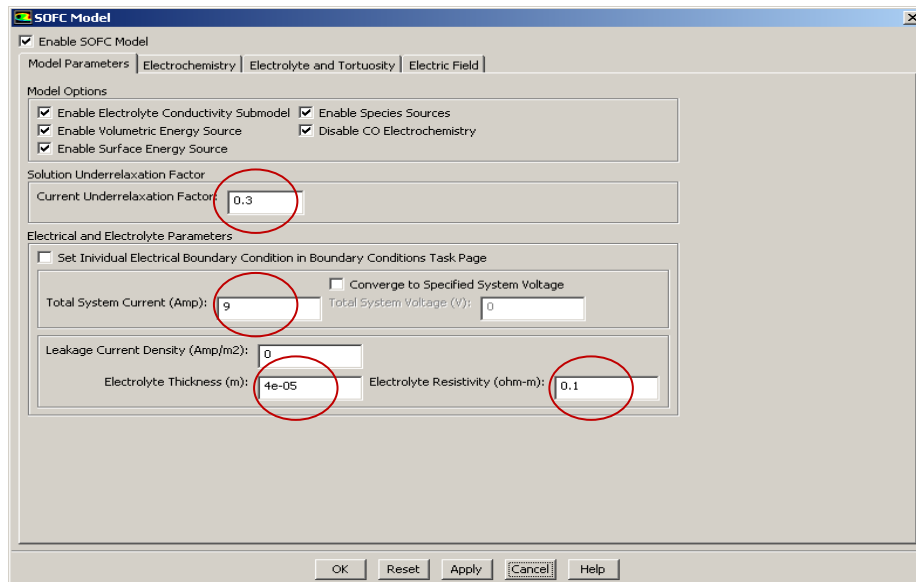 SOFC Model
Enable SOFC Model
Model Parameters Electrochemistry Electrolyte and Tortuosity Electric Field
Model Options
Enable Electrolyte Conductivity Submodel Enable Species Sources
Enable Volumetric Energy Source Disable CO Electrochemistry
Enable Surface Energy Source
Solution Underrelaxation Factor
Current Underrelaxation Factor: 0.3
Electrical and Electrolyte Parameters
Set Inividual Electrical Boundary Condition in Boundary Conditions Task Page
Converge to Specified System Voltage
Total System Current (Amp): 9 Total System Voltage (V): 0
Leakage Current Density (Amp/m2): 0
Electrolyte Thickness (m): 4e-05 Electrolyte Resistivity (ohm-m): 0.1
OK Reset Apply Cancel Help